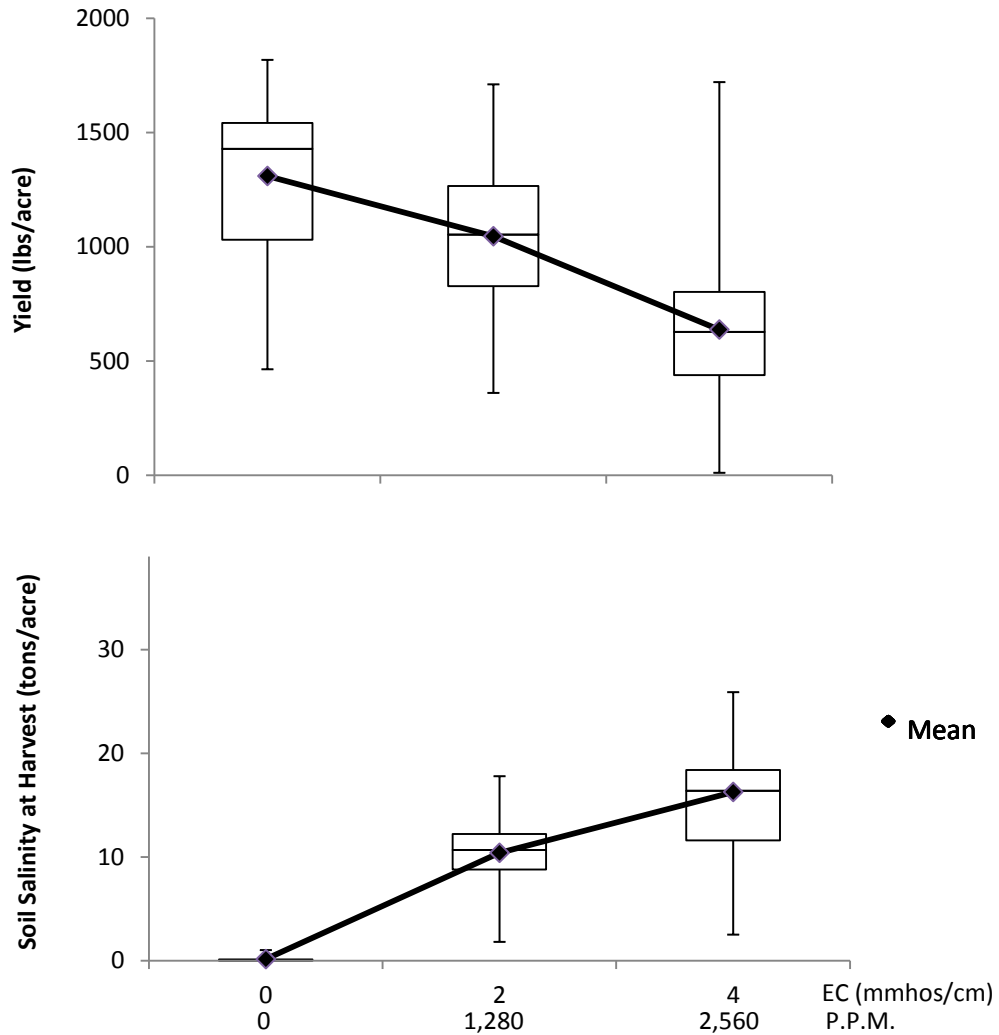 2000
1500
1000
500
0
Yield (lbs/acre)
30
20
10
0
Soil Salinity at Harvest (tons/acre)
Mean
0 2 4 EC (mmhos/cm)
0 1,280 2,560 P.P.M.